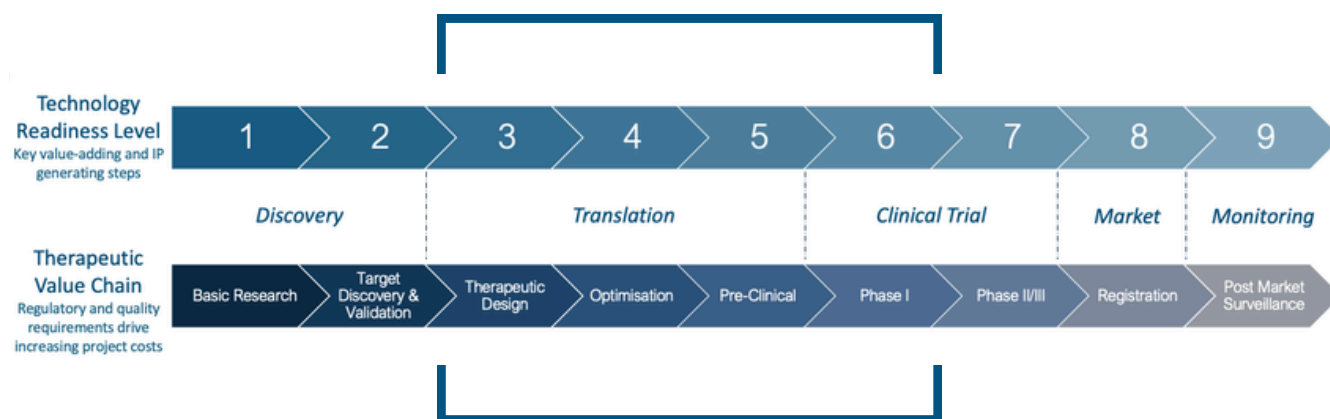 Technology
Readiness Level
Key value-adding and IP
generating steps
1 2 3 4 5 6 7 8 9
Discovery Translation Clinical Trial Market Monitoring
Therapeutic
Value Chain
Regulatory and quality
requirements drive
increasing project costs
Basic Research
Target
Discovery &
Validation
Therapeutic
Design
Optimisation
Pre-Clinical
Phase I
Phase II/III
Registration
Post Market
Surveillance